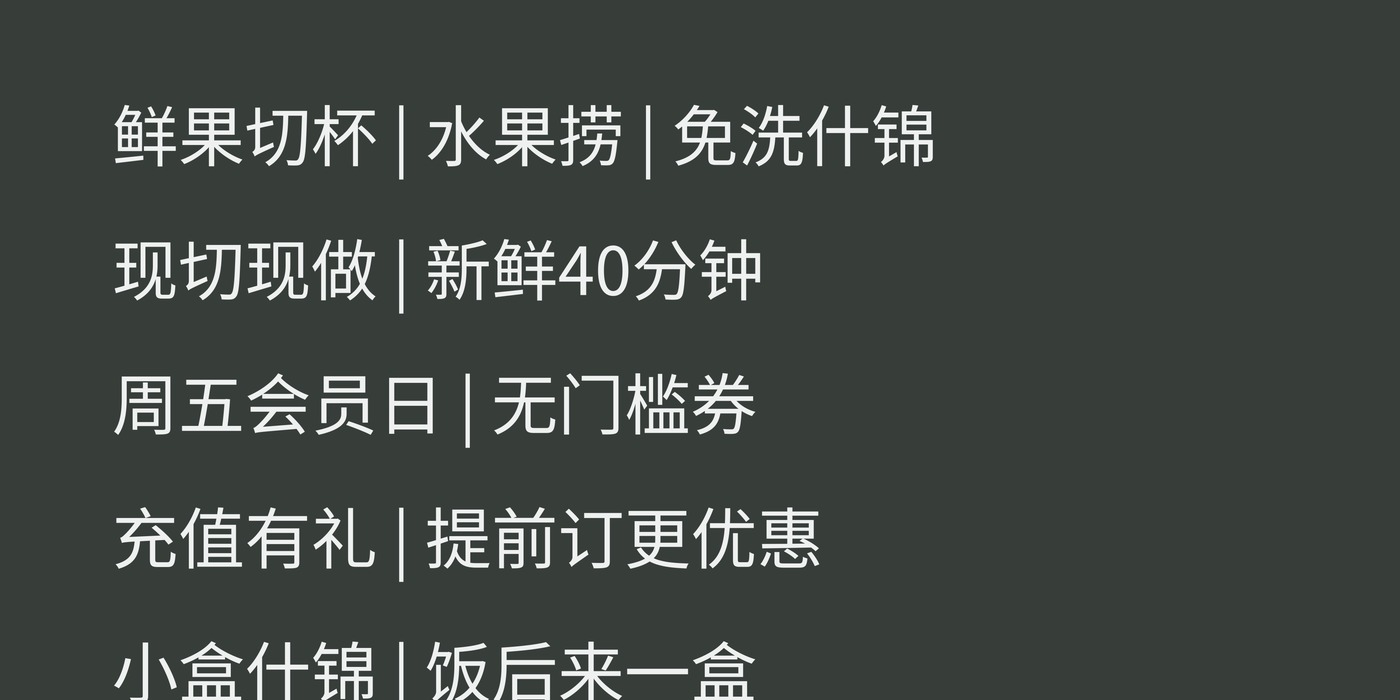 鲜果切杯 | 水果捞 | 免洗什锦
现切现做 | 新鲜40分钟
周五会员日 | 无门槛券
充值有礼 | 提前订更优惠
小盒什锦 | 饭后来一盒